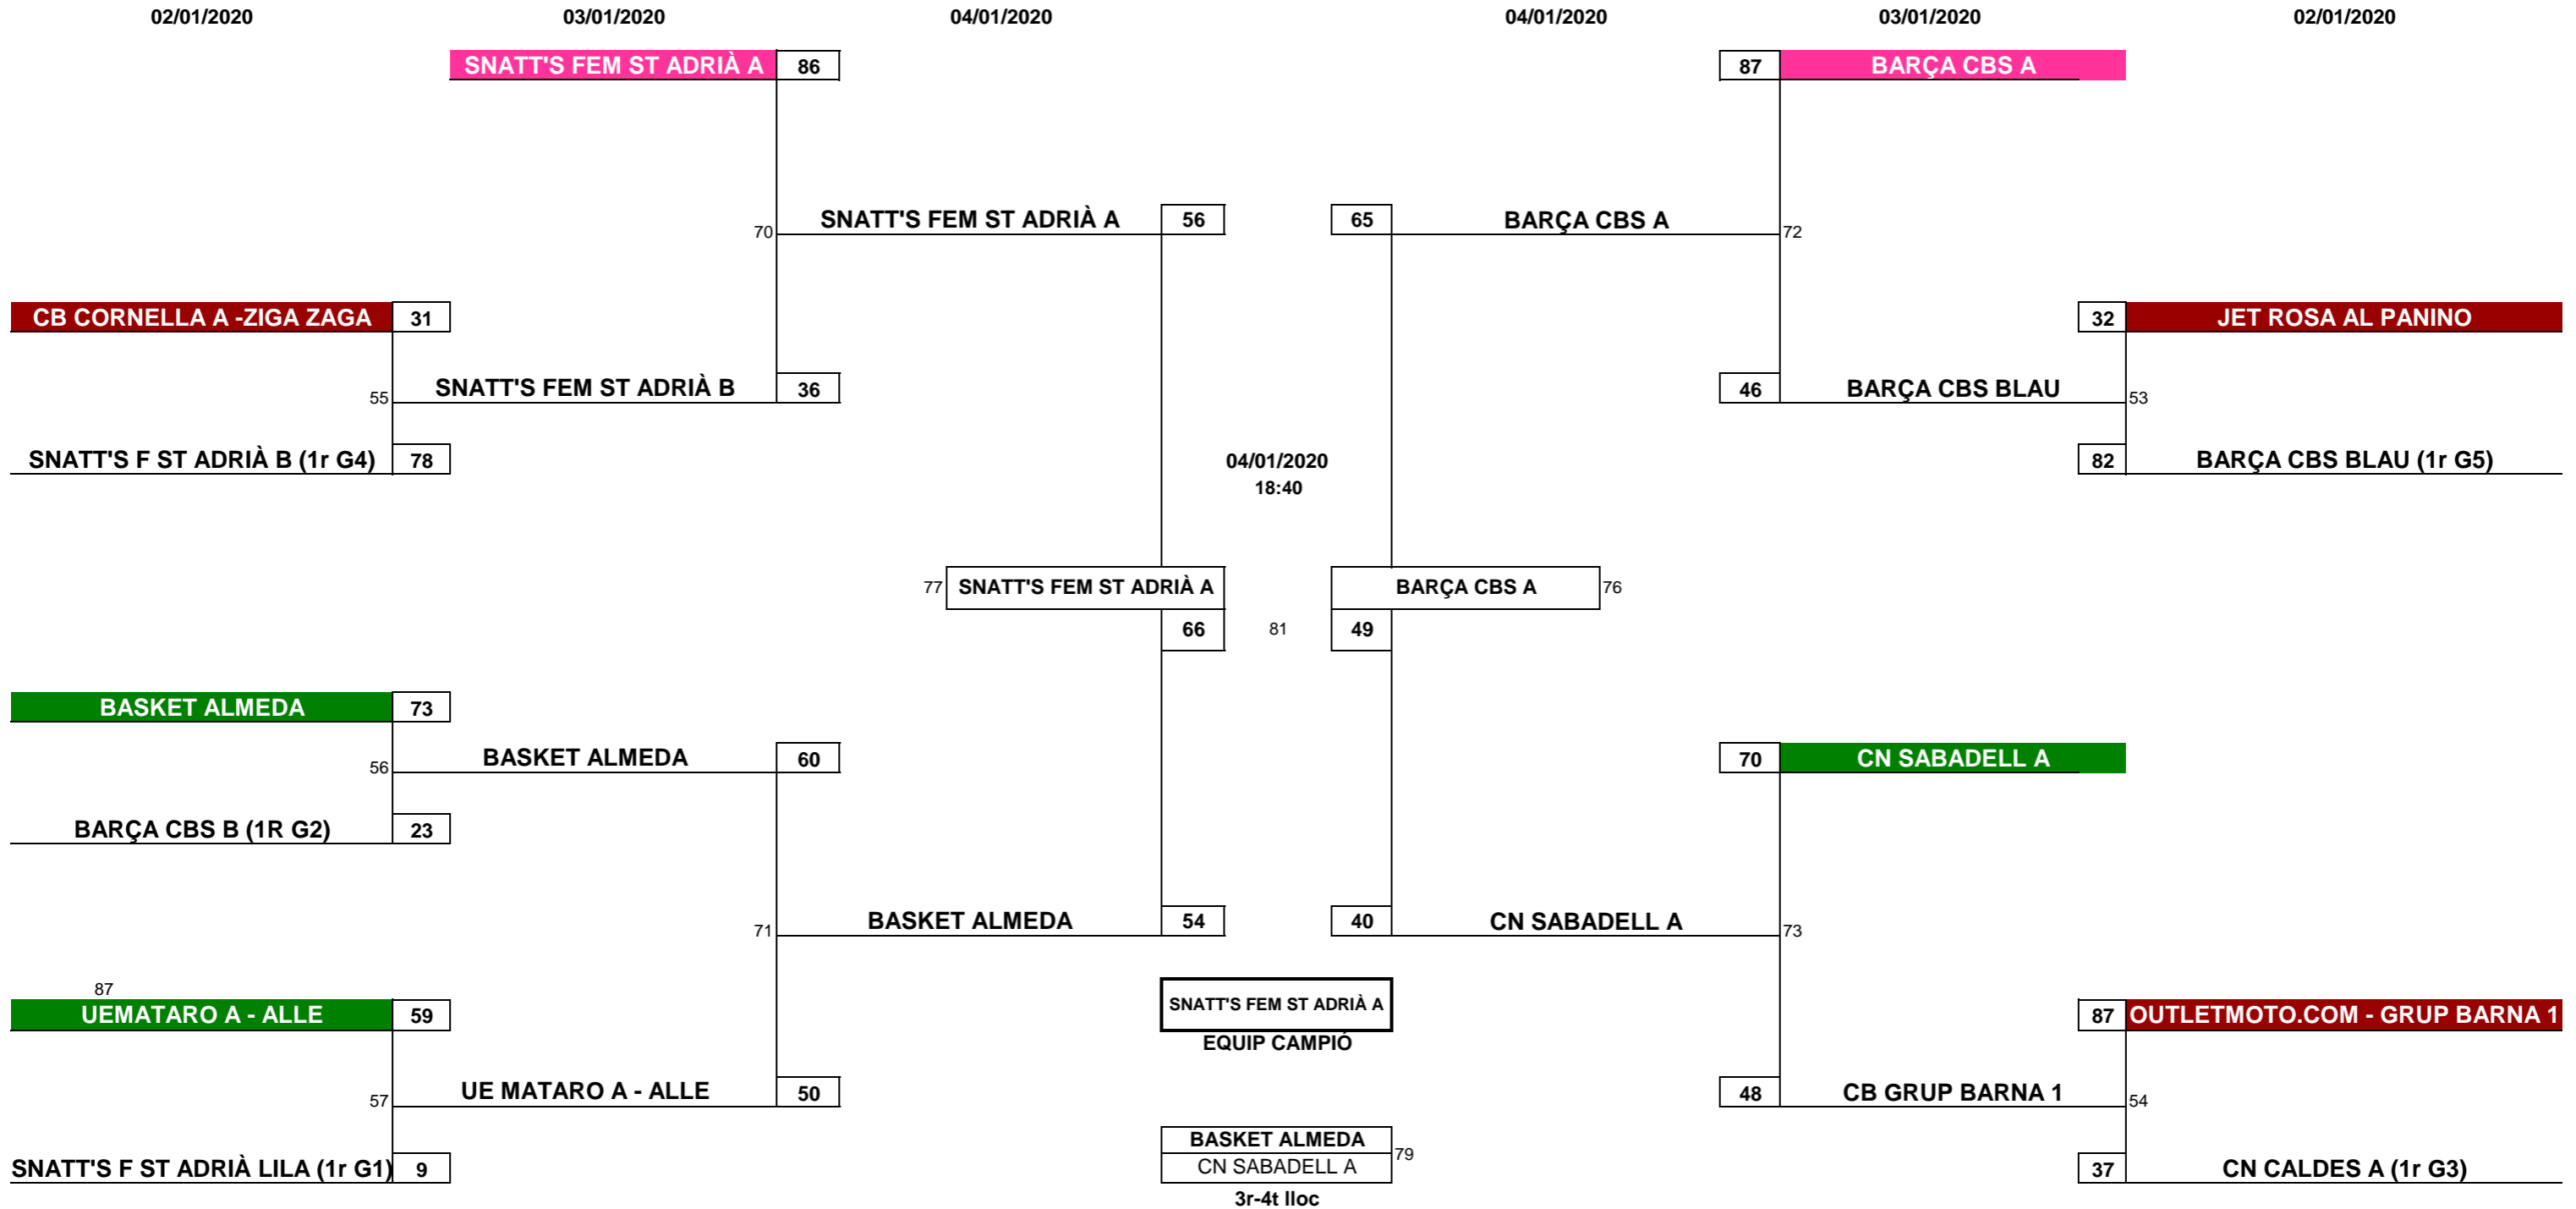 02/01/2020 03/01/2020 04/01/2020 04/01/2020 03/01/2020 02/01/2020
SNATT'S FEM ST ADRIÀ A 86 87 BARÇA CBS A
SNATT'S FEM ST ADRIÀ A 56 65 BARÇA CBS A
70 72
CB CORNELLA A -ZIGA ZAGA 31 32 JET ROSA AL PANINO
SNATT'S FEM ST ADRIÀ B 36 46 BARÇA CBS BLAU
55 53
SNATT'S F ST ADRIÀ B (1r G4) 78 04/01/2020 82 BARÇA CBS BLAU (1r G5)
18:40
77 SNATT'S FEM ST ADRIÀ A BARÇA CBS A 76
66 81 49
BASKET ALMEDA 73
BASKET ALMEDA 60 70 CN SABADELL A
56
BARÇA CBS B (1R G2) 23
BASKET ALMEDA 54 40 CN SABADELL A
71 73
87
SNATT'S FEM ST ADRIÀ A
UEMATARO A - ALLE 59 87 OUTLETMOTO.COM - GRUP BARNA 1
EQUIP CAMPIÓ
UE MATARO A - ALLE 50 48 CB GRUP BARNA 1
57 54
BASKET ALMEDA
79
SNATT'S F ST ADRIÀ LILA (1r G1) 9 CN SABADELL A 37 CN CALDES A (1r G3)
3r-4t lloc